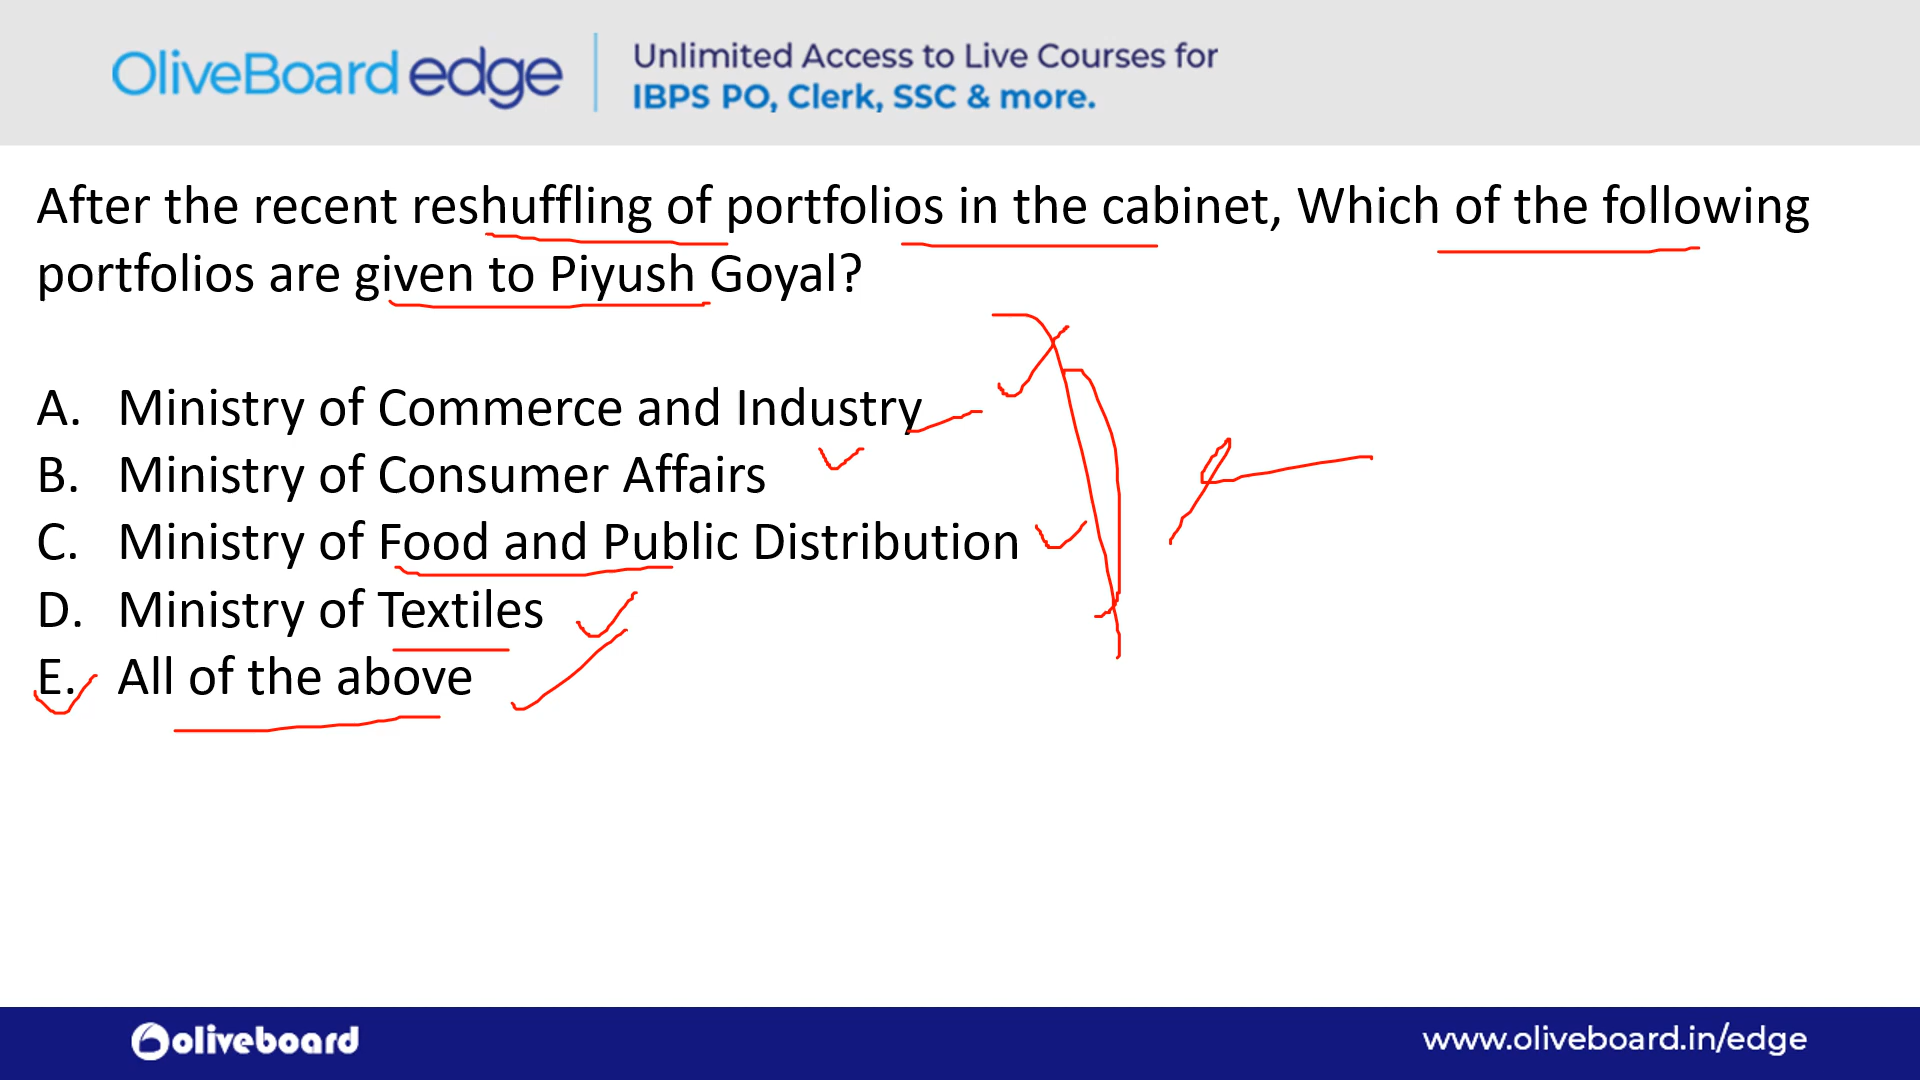 OliveBoard edge
Unlimited Access to Live Courses for
IBPS PO, Clerk, SSC & more.
After the recent reshuffling of portfolios in the cabinet, Which of the following
portfolios are given to Piyush Goyal?
A. Ministry of Commerce and Industry
B. Ministry of Consumer Affairs
C. Ministry of Food and Public Distribution
D. Ministry of Textiles
E. All of the above
oliveboard
www.oliveboard.in/edge